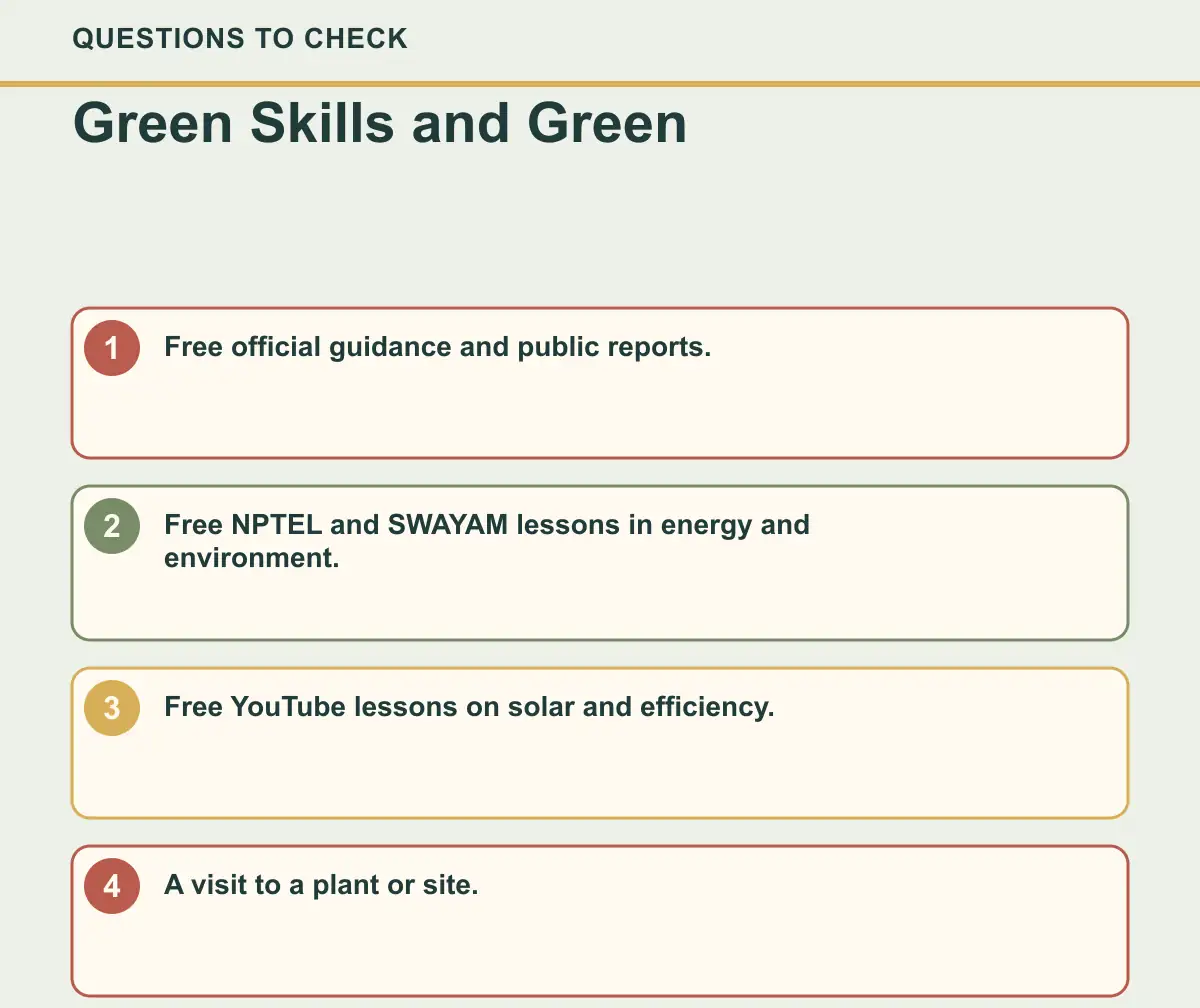 QUESTIONS TO CHECK
Green Skills and Green
1
Free official guidance and public reports.
2
Free NPTEL and SWAYAM lessons in energy and
environment.
3
Free YouTube lessons on solar and efficiency.
4
A visit to a plant or site.